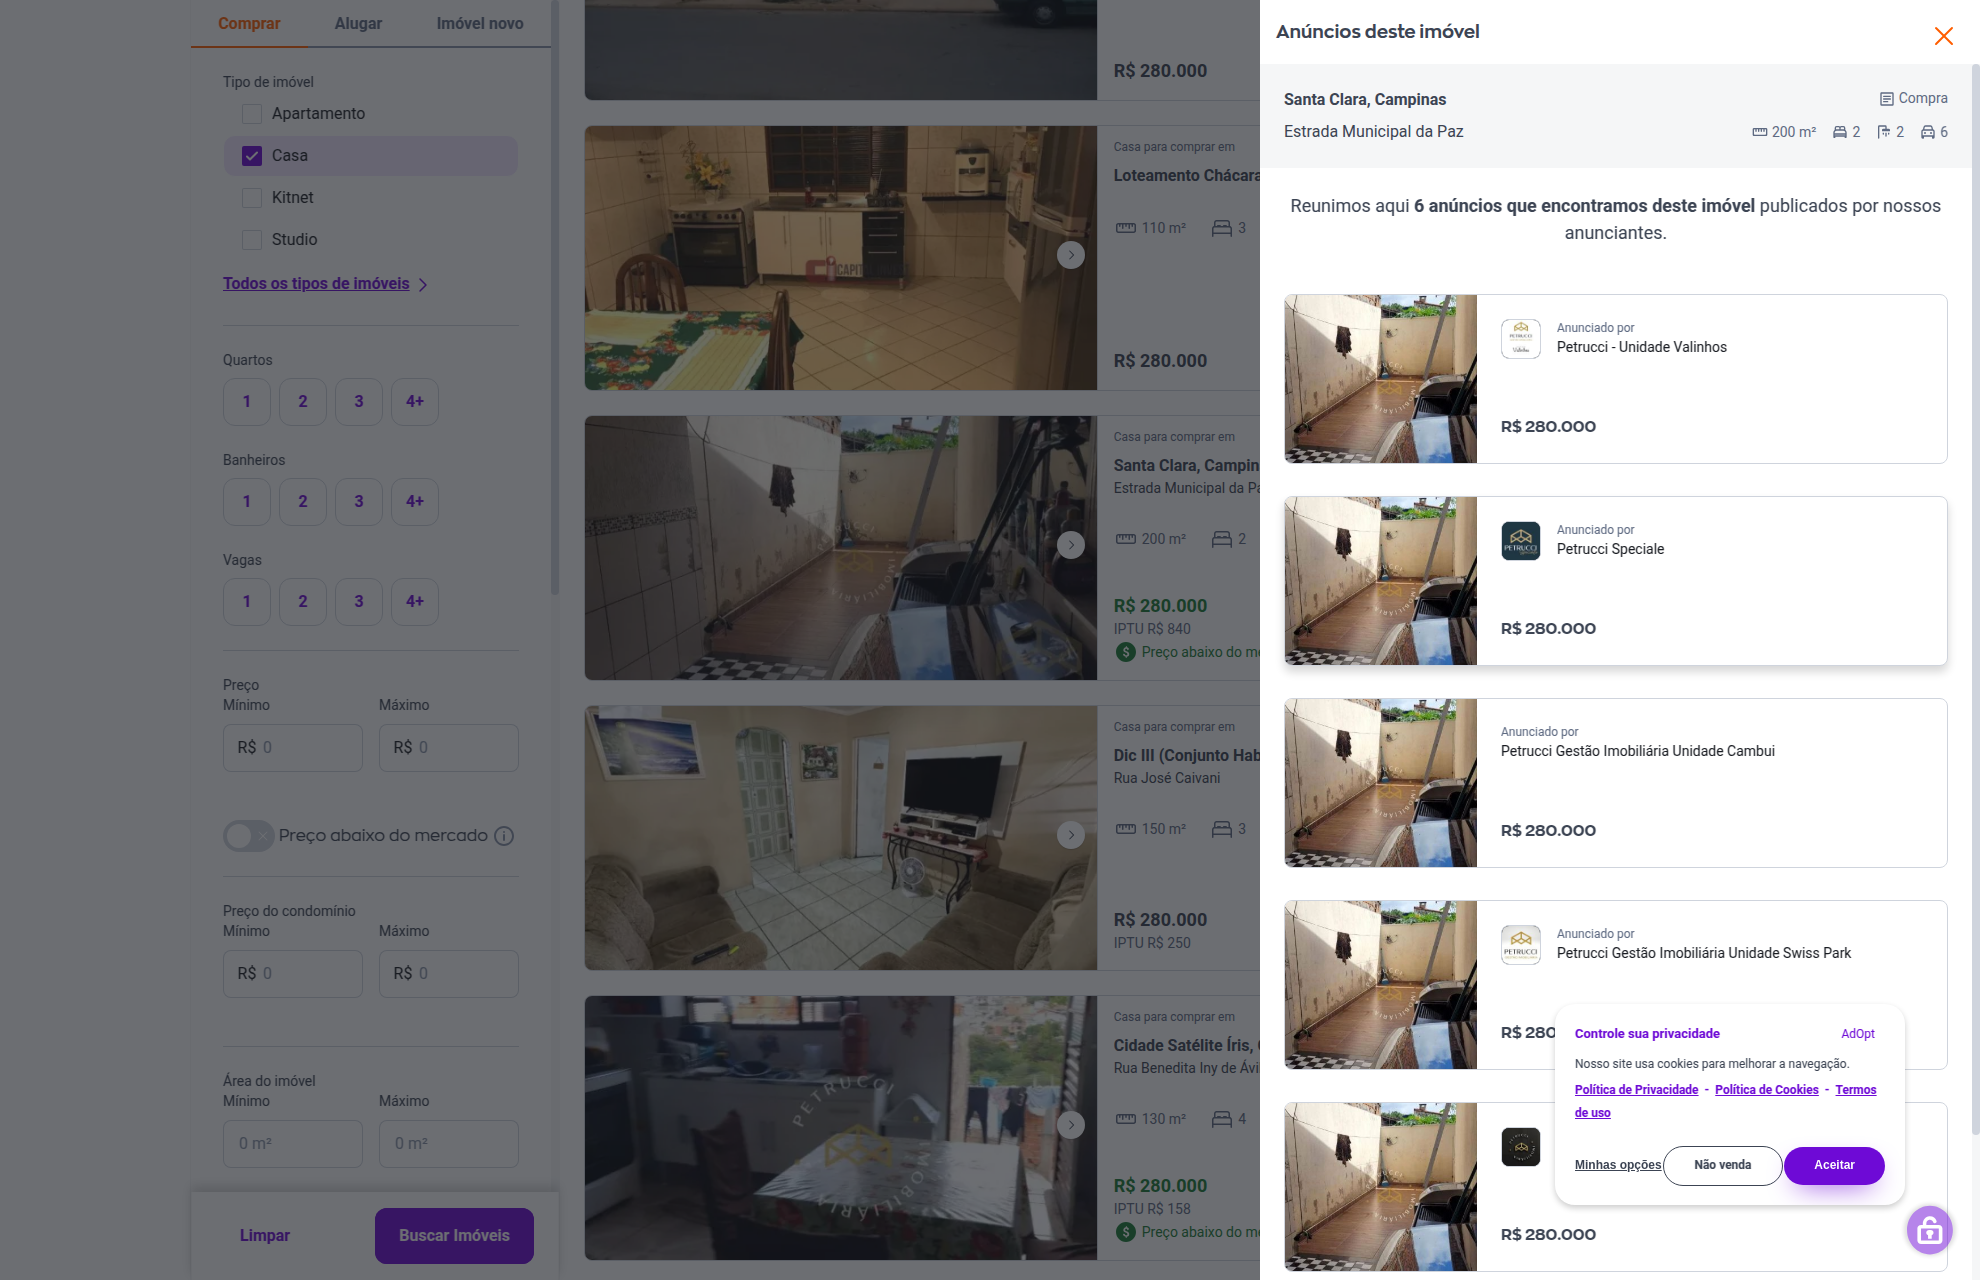 Comprar
Alugar
Imóvel novo
Tipo de imóvel
Apartamento
Casa
Kitnet
Studio
Todos os tipos de imóveis
Quartos
1 2 3 4+
Banheiros
1 2 3 4+
Vagas
1 2 3 4+
Preço
Mínimo Máximo
R$ 0 R$ 0
Preço abaixo do mercado
Preço do condomínio
Mínimo Máximo
R$ 0 R$ 0
Área do imóvel
Mínimo Máximo
0 m² 0 m²
Limpar
Buscar Imóveis
R$ 280.000
CAPIT
Casa para comprar em
Loteamento Chácara
110 m² 3
R$ 280.000
Casa para comprar em
Santa Clara, Campin
Estrada Municipal da Pa
200 m² 2
R$ 280.000
IPTU R$ 840
Preço abaixo do me
Casa para comprar em
Dic III (Conjunto Hab
Rua José Caivani
150 m² 3
R$ 280.000
IPTU R$ 250
PETRUCCI
IMOBILIÁRIA
Casa para comprar em
Cidade Satélite Íris,
Rua Benedita Iny de Ávi
130 m² 4
R$ 280.000
IPTU R$ 158
Preço abaixo do me
Anúncios deste imóvel
Santa Clara, Campinas
Compra
Estrada Municipal da Paz
200 m² 2 2 6
Reunimos aqui 6 anúncios que encontramos deste imóvel publicados por nossos
anunciantes.
Anunciado por
Petrucci - Unidade Valinhos
R$ 280.000
PETRUCCI
Anunciado por
Petrucci Speciale
R$ 280.000
Anunciado por
Petrucci Gestão Imobiliária Unidade Cambui
R$ 280.000
PETRUCCI
Anunciado por
Petrucci Gestão Imobiliária Unidade Swiss Park
R$ 280
R$ 280.000
Controle sua privacidade
AdOpt
Nosso site usa cookies para melhorar a navegação.
Política de Privacidade - Política de Cookies - Termos
de uso
Minhas opções
Não venda
Aceitar